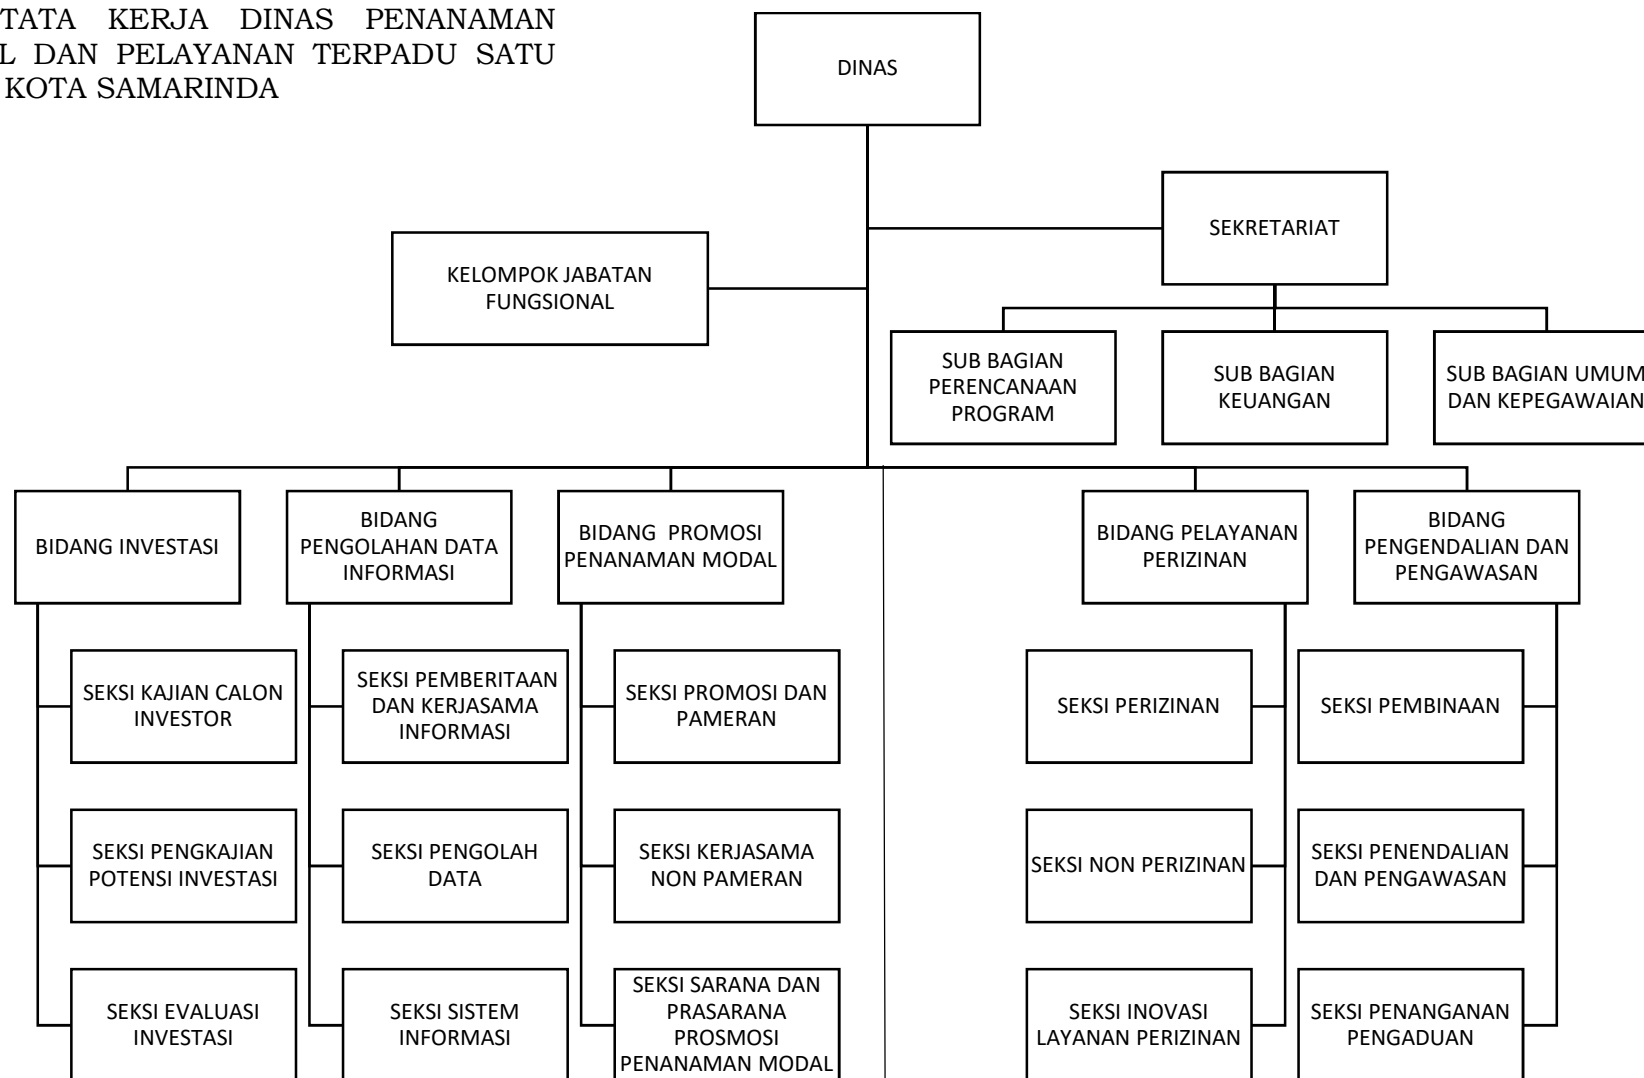 TATA KERJA DINAS PENANAMAN
L DAN PELAYANAN TERPADU SATU
KOTA SAMARINDA
DINAS
SEKRETARIAT
KELOMPOK JABATAN
FUNGSIONAL
SUB BAGIAN
PERENCANAAN
PROGRAM
SUB BAGIAN
KEUANGAN
SUB BAGIAN UMUM
DAN KEPEGAWAIAN
BIDANG INVESTASI
BIDANG
PENGOLAHAN DATA
INFORMASI
BIDANG PROMOSI
PENANAMAN MODAL
BIDANG PELAYANAN
PERIZINAN
BIDANG
PENGENDALIAN DAN
PENGAWASAN
SEKSI KAJIAN CALON
INVESTOR
SEKSI PEMBERITAAN
DAN KERJASAMA
INFORMASI
SEKSI PROMOSI DAN
PAMERAN
SEKSI PERIZINAN
SEKSI PEMBINAAN
SEKSI PENGKAJIAN
POTENSI INVESTASI
SEKSI PENGOLAH
DATA
SEKSI KERJASAMA
NON PAMERAN
SEKSI NON PERIZINAN
SEKSI PENENDALIAN
DAN PENGAWASAN
SEKSI EVALUASI
INVESTASI
SEKSI SISTEM
INFORMASI
SEKSI SARANA DAN
PRASARANA
PROSMOSI
PENANAMAN MODAL
SEKSI INOVASI
LAYANAN PERIZINAN
SEKSI PENANGANAN
PENGADUAN